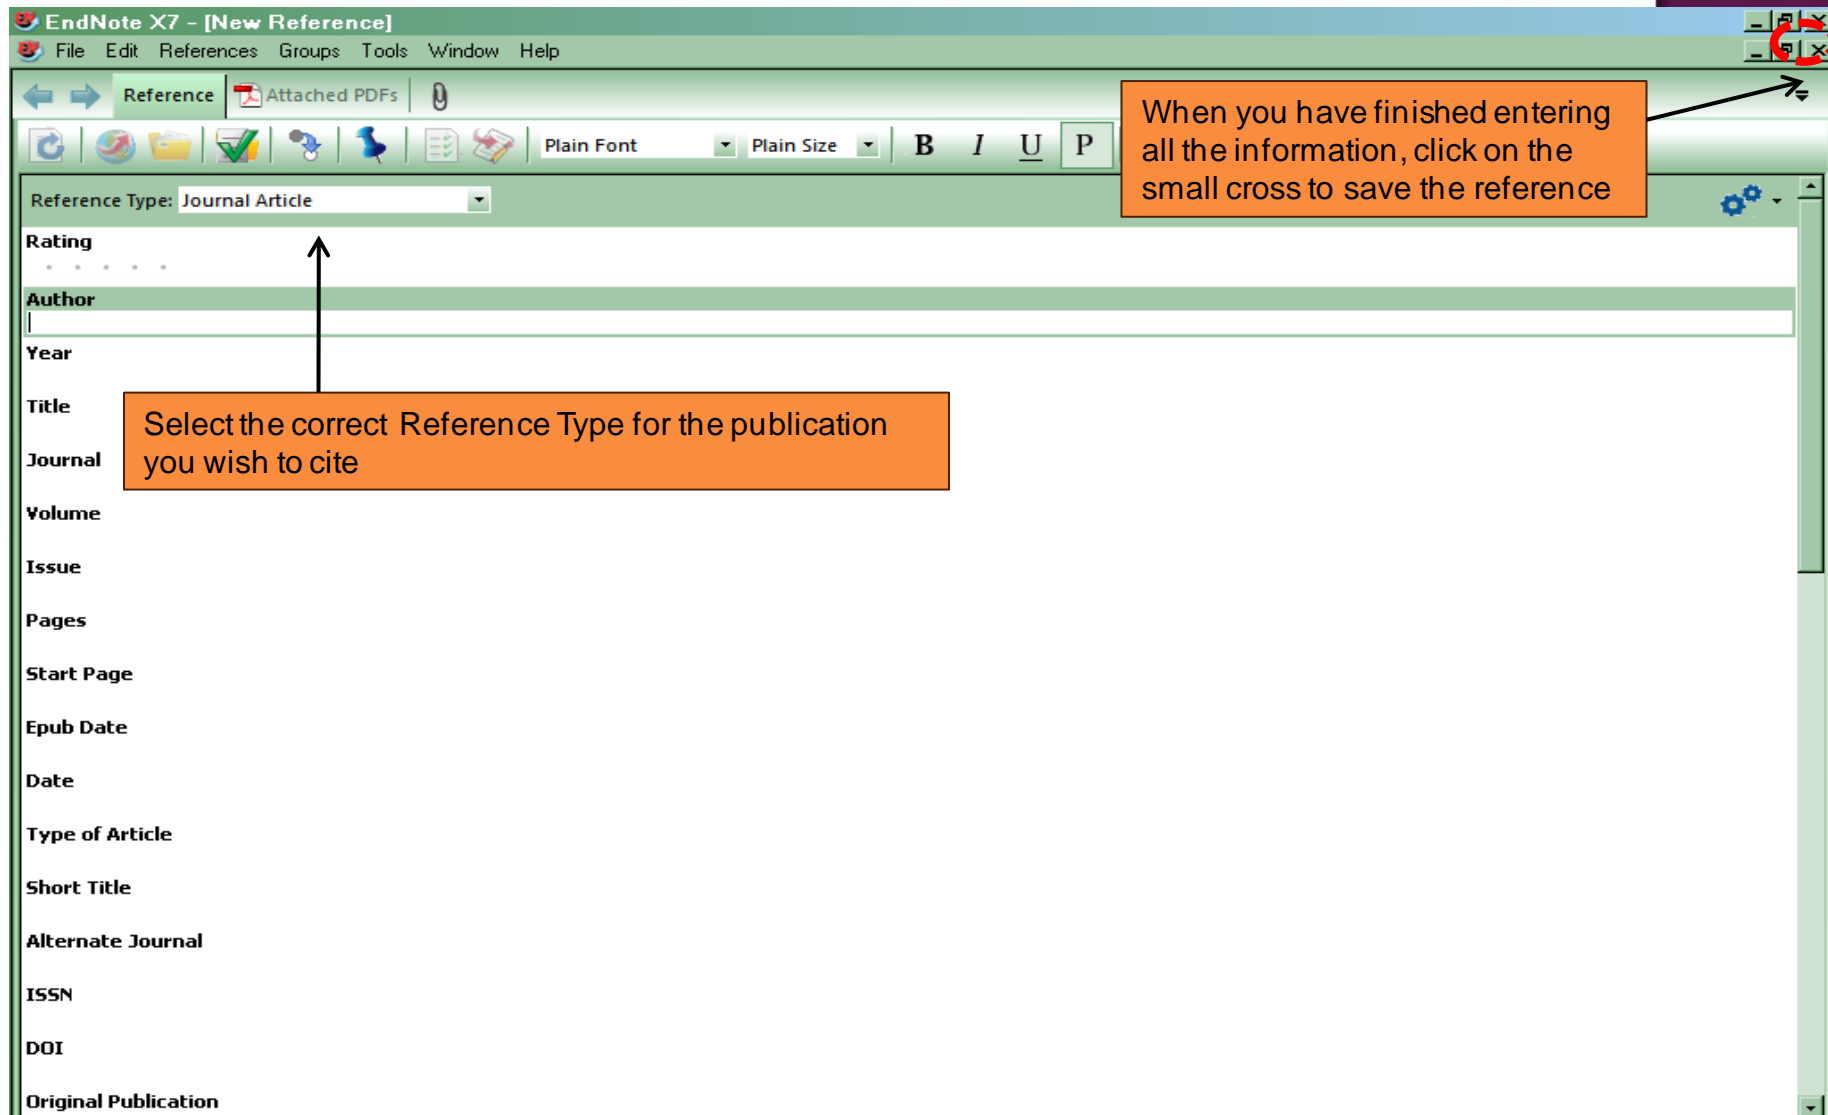 EndNote X7 - [New Reference]
File Edit References Groups Tools Window Help
Reference Attached PDFs
Plain Font Plain Size B I U P
When you have finished entering
all the information, click on the
small cross to save the reference
Reference Type: Journal Article
Rating
Author
Year
Title
Select the correct Reference Type for the publication
you wish to cite
Journal
Volume
Issue
Pages
Start Page
Epub Date
Date
Type of Article
Short Title
Alternate Journal
ISSN
DOI
Original Publication